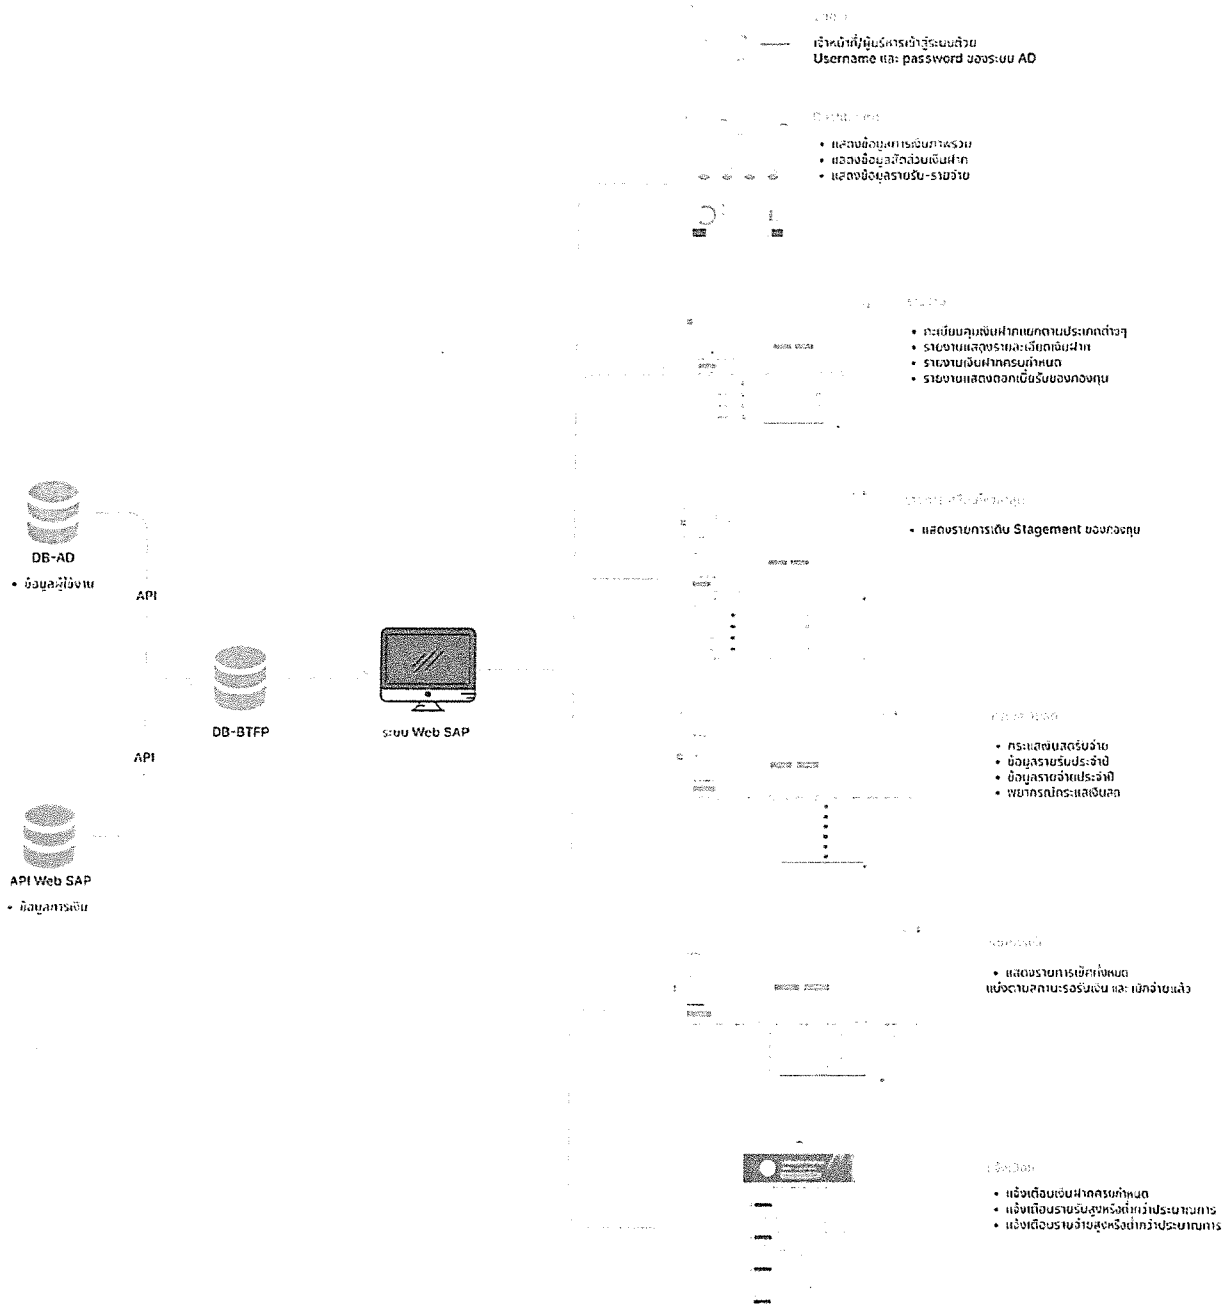 เจ้าหน้าที่/ผู้บริหารเข้าสู่ระบบด้วย
Username และ password ของระบบ AD
Dashboard
• แสดงข้อมูลการเงินภาพรวม
• แสดงข้อมูลสัดส่วนเงินฝาก
• แสดงข้อมูลรายรับ-รายจ่าย
รายงาน
• ทะเบียนคุมเงินฝากแยกตามประเภทต่างๆ
• รายงานแสดงรายละเอียดเงินฝาก
• รายงานเงินฝากครบกำหนด
• รายงานแสดงดอกเบี้ยรับของกองทุน
• แสดงรายการเดิน Stagement ของกองทุน
DB-AD
• ข้อมูลผู้ใช้งาน
API
DB-BTFP
ระบบ Web SAP
API
• กระแสเงินสดรับจ่าย
• ข้อมูลรายรับประจำปี
• ข้อมูลรายจ่ายประจำปี
• พยากรณ์กระแสเงินสด
API Web SAP
• ข้อมูลการเงิน
• แสดงรายการเช็คทั้งหมด
แบ่งตามสถานะรอรับเงิน และ เบิกจ่ายแล้ว
แจ้งเตือน
• แจ้งเตือนเงินฝากครบกำหนด
• แจ้งเตือนรายรับสูงหรือต่ำกว่าประมาณการ
• แจ้งเตือนรายจ่ายสูงหรือต่ำกว่าประมาณการ